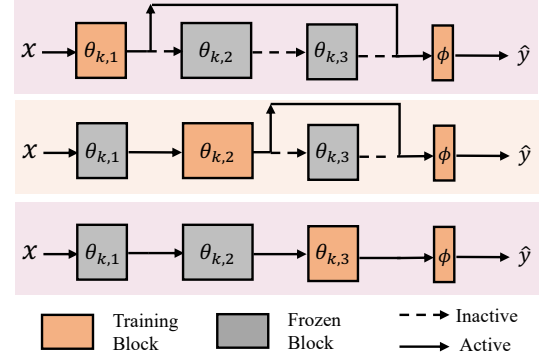 x θk,1 θk,2 θk,3 ϕ ŷ
x θk,1 θk,2 θk,3 ϕ ŷ
x θk,1 θk,2 θk,3 ϕ ŷ
Training
Block
Frozen
Block
Inactive
Active